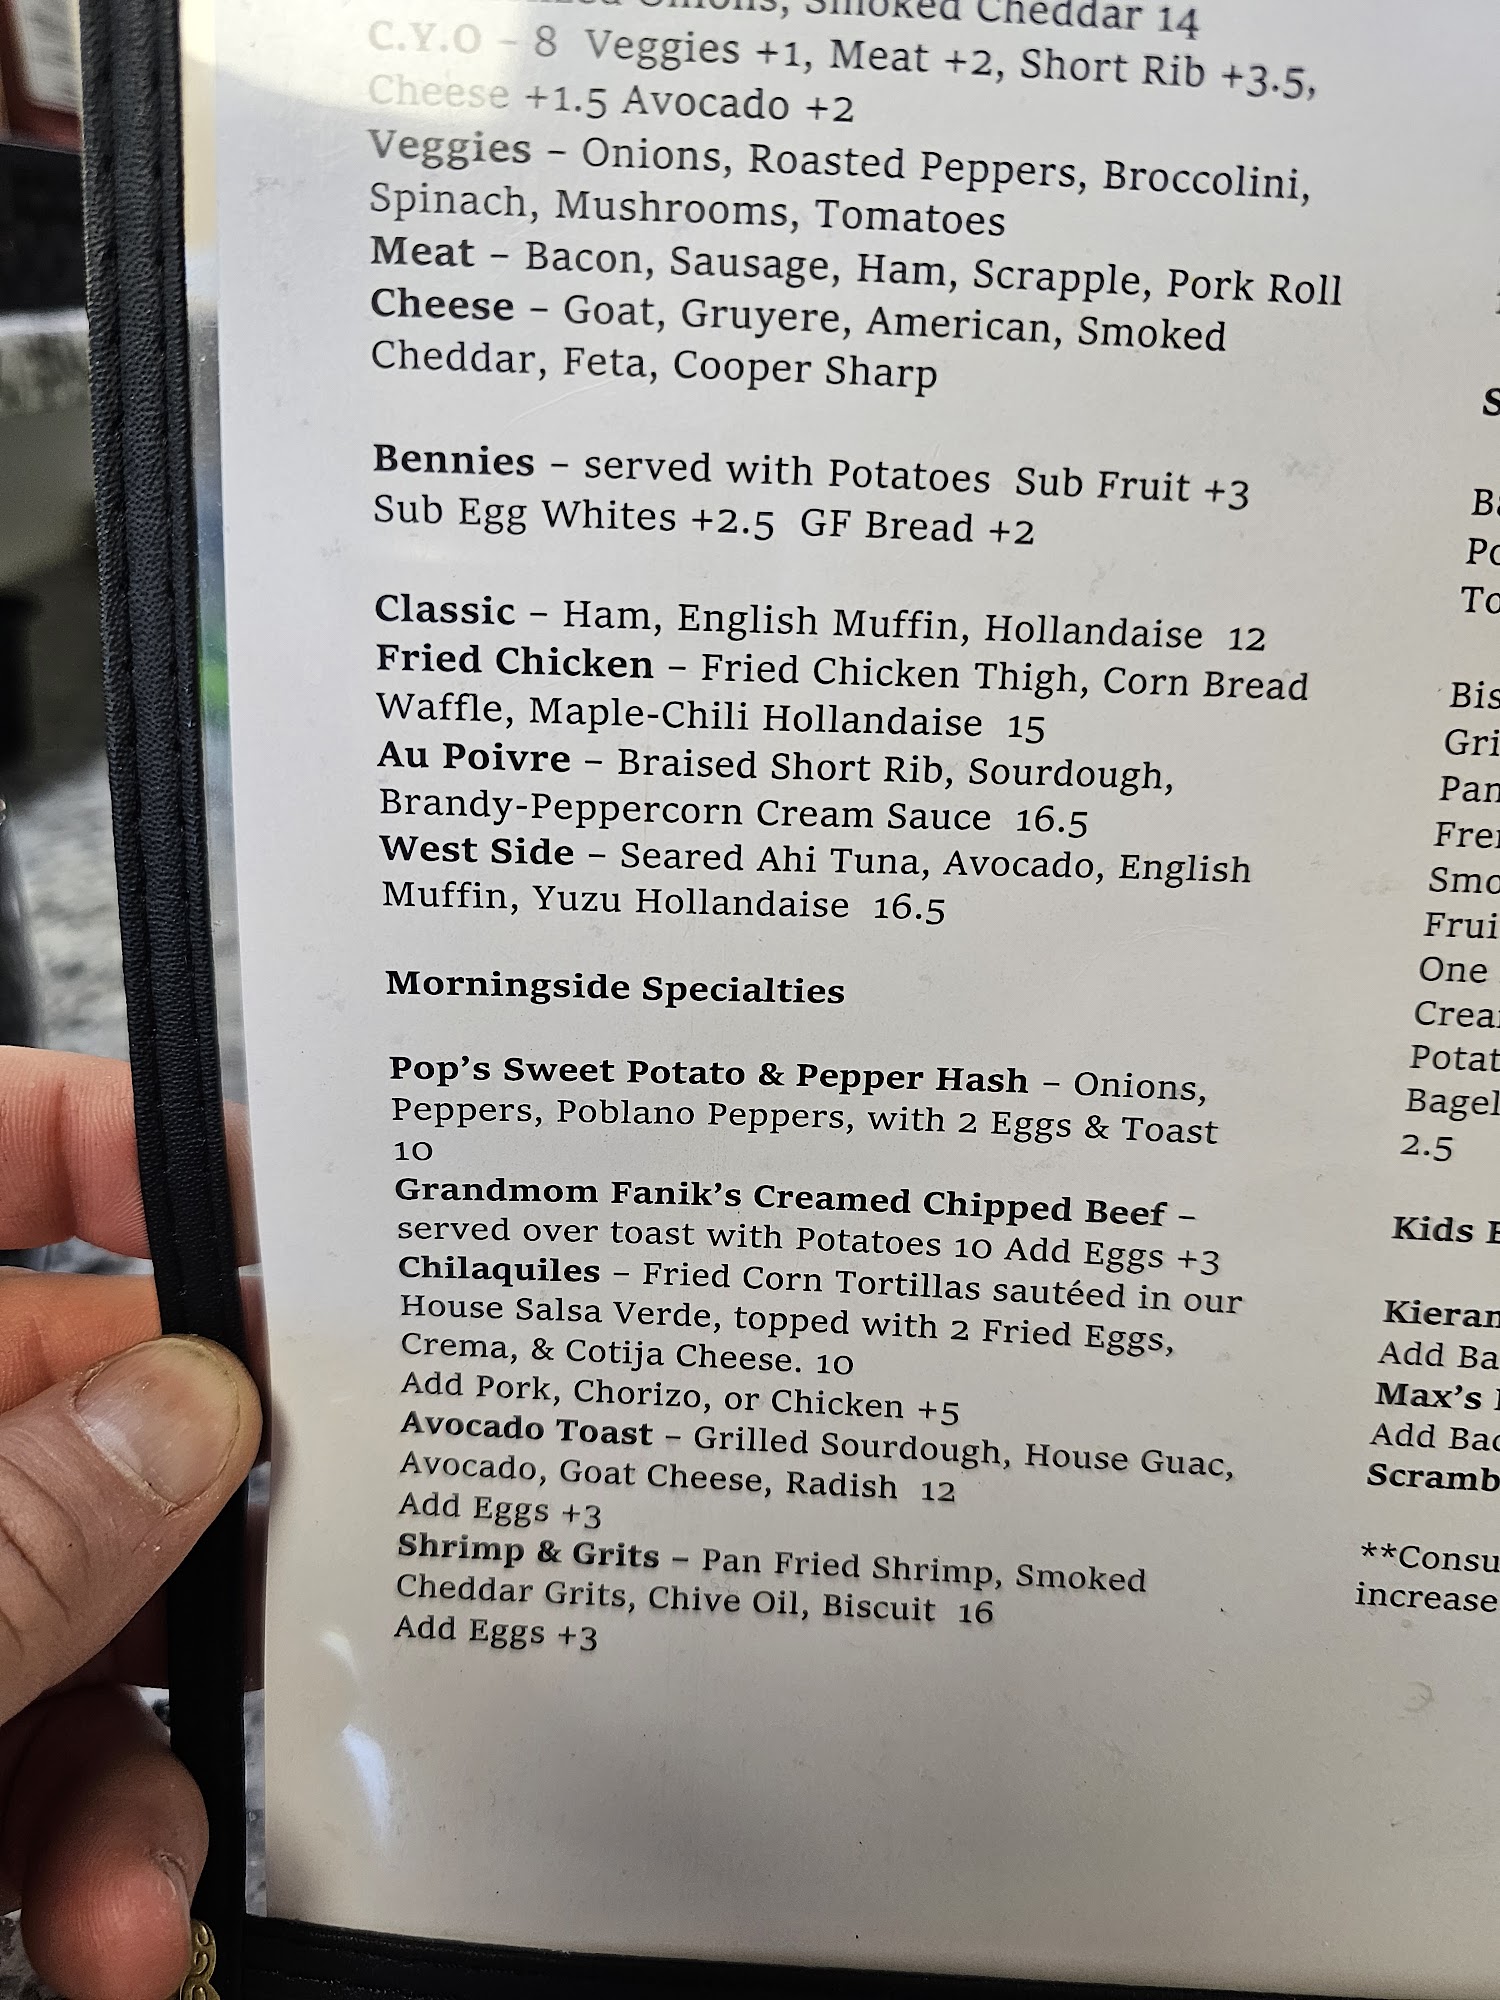 Smoked Cheddar 14
C.Y.O – 8 Veggies +1, Meat +2, Short Rib +3.5,
Cheese +1.5 Avocado +2
Veggies – Onions, Roasted Peppers, Broccolini,
Spinach, Mushrooms, Tomatoes
Meat – Bacon, Sausage, Ham, Scrapple, Pork Roll
Cheese – Goat, Gruyere, American, Smoked
Cheddar, Feta, Cooper Sharp
Bennies – served with Potatoes Sub Fruit +3
Sub Egg Whites +2.5 GF Bread +2
Classic – Ham, English Muffin, Hollandaise 12
Fried Chicken – Fried Chicken Thigh, Corn Bread
Waffle, Maple-Chili Hollandaise 15
Au Poivre – Braised Short Rib, Sourdough,
Brandy-Peppercorn Cream Sauce 16.5
West Side – Seared Ahi Tuna, Avocado, English
Muffin, Yuzu Hollandaise 16.5
Morningside Specialties
Pop's Sweet Potato & Pepper Hash – Onions,
Peppers, Poblano Peppers, with 2 Eggs & Toast
10
Grandmom Fanik's Creamed Chipped Beef –
served over toast with Potatoes 10 Add Eggs +3
Chilaquiles – Fried Corn Tortillas sautéed in our
House Salsa Verde, topped with 2 Fried Eggs,
Crema, & Cotija Cheese. 10
Add Pork, Chorizo, or Chicken +5
Avocado Toast – Grilled Sourdough, House Guac,
Avocado, Goat Cheese, Radish 12
Add Eggs +3
Shrimp & Grits – Pan Fried Shrimp, Smoked
Cheddar Grits, Chive Oil, Biscuit 16
Add Eggs +3
One
2.5
Kids
Add
Max's
Add
increase